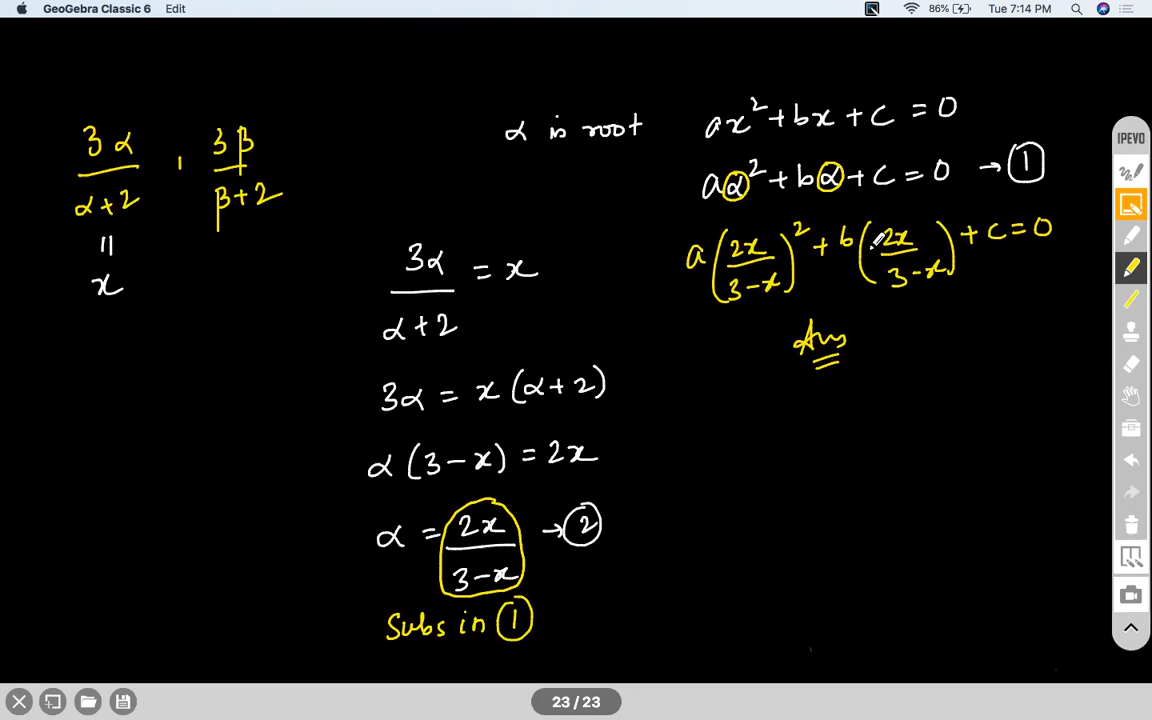 GeoGebra Classic 6 Edit 86% Tue 7:14 PM
3α/(α+2) , 3β/(β+2)
||
x
α is root
ax² + bx + c = 0
aα² + bα + c = 0 → ①
a(2x/(3-x))² + b(2x/(3-x)) + c = 0
Ans
3α/(α+2) = x
3α = x(α+2)
α(3-x) = 2x
α = 2x/(3-x) → ②
Subs in ①
IPEVO
23 / 23